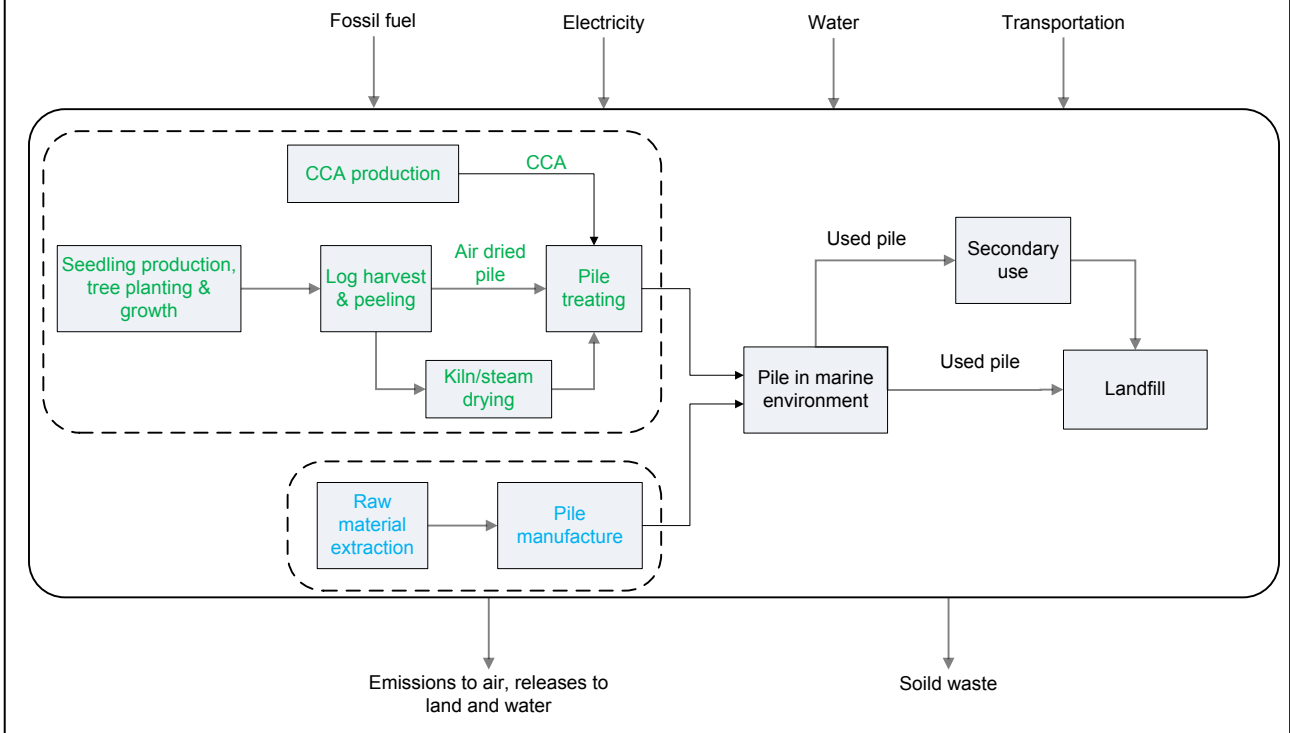 Fossil fuel
Electricity
Water
Transportation
CCA production
CCA
Seedling production,
tree planting &
growth
Log harvest
& peeling
Air dried
pile
Pile
treating
Kiln/steam
drying
Used pile
Secondary
use
Pile in marine
environment
Used pile
Landfill
Raw
material
extraction
Pile
manufacture
Emissions to air, releases to
land and water
Soild waste